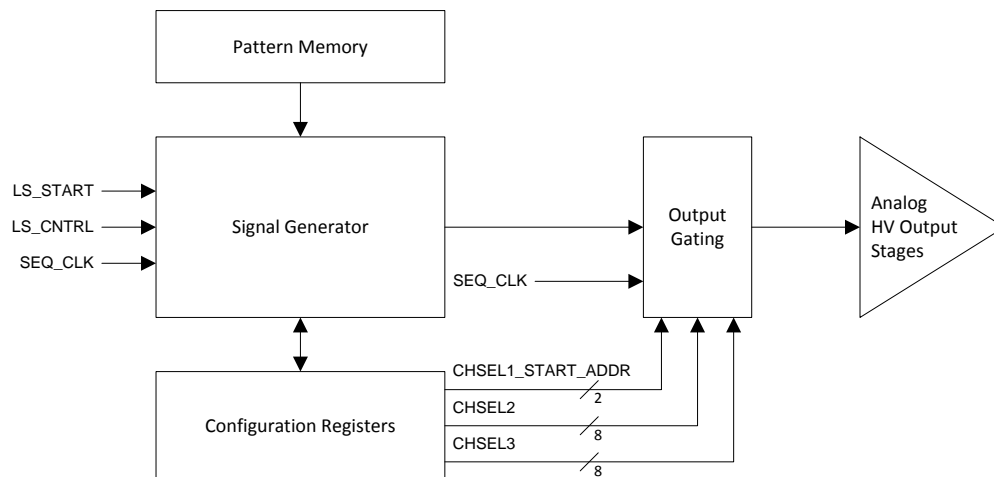 Pattern Memory
LS_START
LS_CNTRL
SEQ_CLK
Signal Generator
SEQ_CLK
Output
Gating
Analog
HV Output
Stages
Configuration Registers
CHSEL1_START_ADDR
2
CHSEL2
8
CHSEL3
8